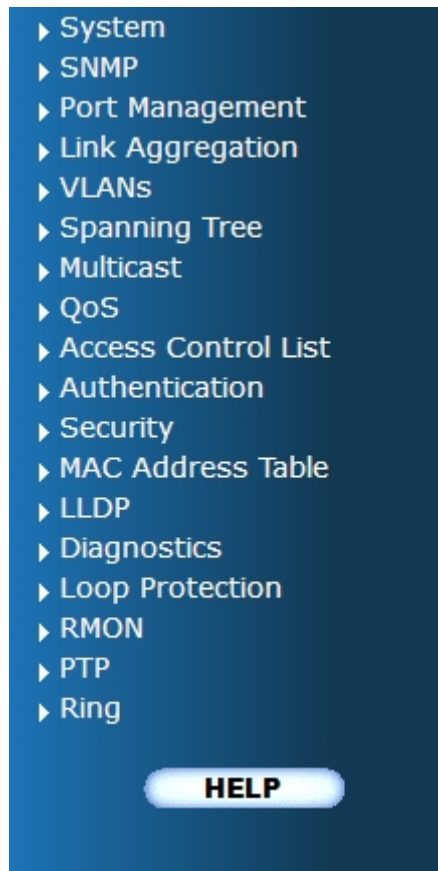 System
SNMP
Port Management
Link Aggregation
VLANs
Spanning Tree
Multicast
QoS
Access Control List
Authentication
Security
MAC Address Table
LLDP
Diagnostics
Loop Protection
RMON
PTP
Ring
HELP